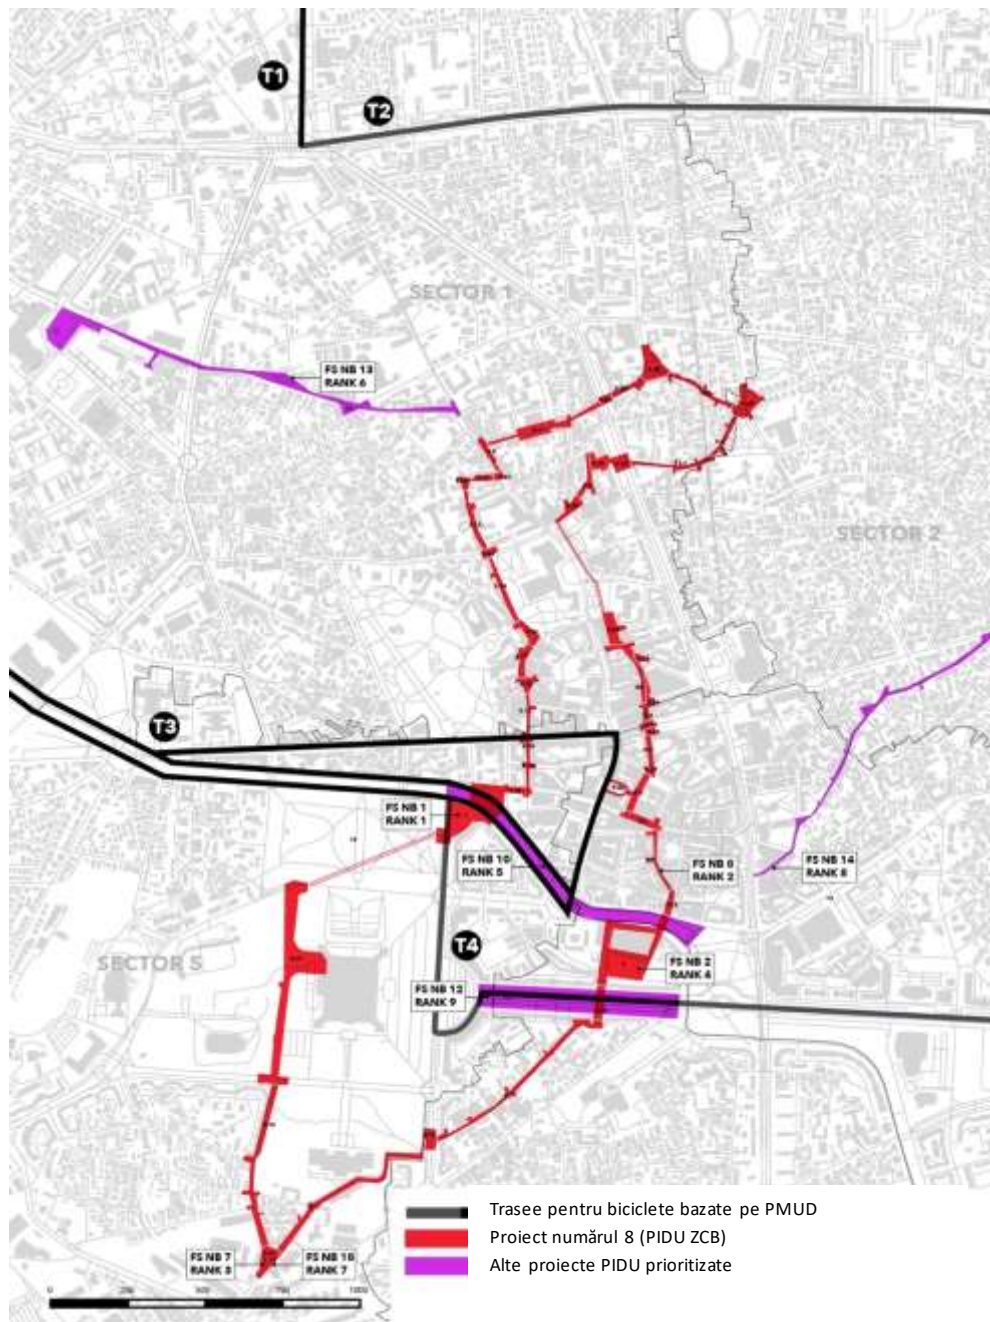 T1
T2
SECTOR 1
FS NB 13
RANK 6
SECTOR 2
T3
FS NB 1
RANK 1
FS NB 10
RANK 5
FS NB 8
RANK 2
FS NB 14
RANK 8
T4
SECTOR 5
FS NB 2
RANK 4
FS NB 12
RANK 9
Trasee pentru biciclete bazate pe PMUD
Proiect numărul 8 (PIDU ZCB)
Alte proiecte PIDU prioritizate
FS NB 7
RANK 3
RANK 7
0
1000